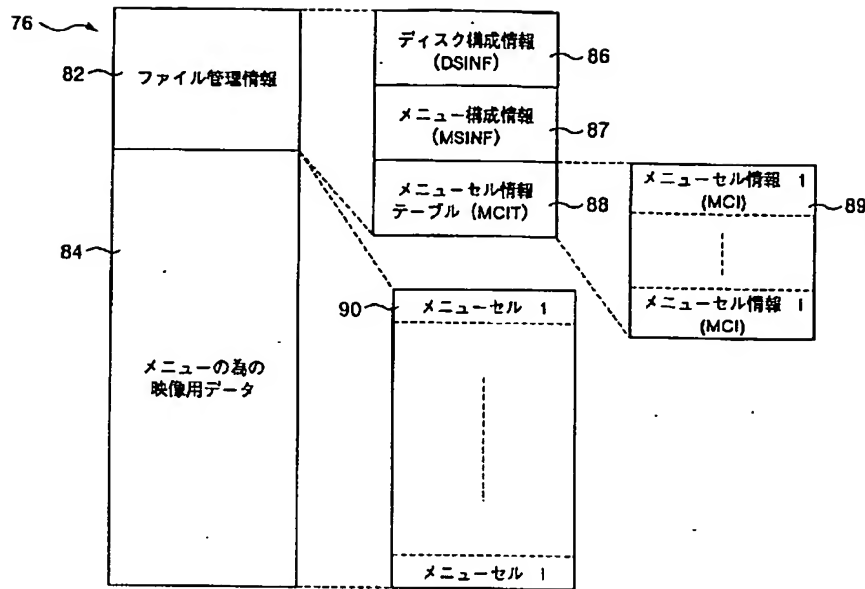 76
82
ファイル管理情報
84
メニューの為の
映像用データ
ディスク構成情報
(DSINF)
86
メニュー構成情報
(MSINF)
87
メニューセル情報
テーブル (MCIT)
88
メニューセル情報 1
(MCI)
89
メニューセル情報 I
(MCI)
90
メニューセル 1
メニューセル I